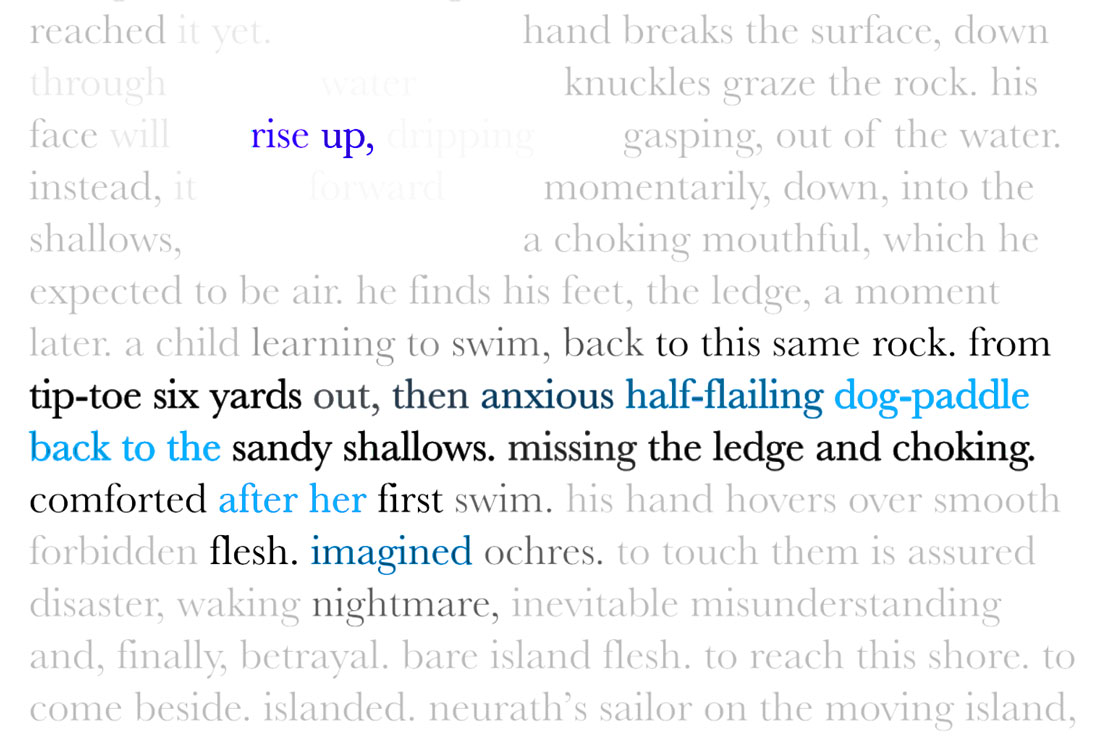 reached it yet. hand breaks the surface, down
through water knuckles graze the rock. his
face will rise up, dripping gasping, out of the water.
instead, it forward momentarily, down, into the
shallows, a choking mouthful, which he
expected to be air. he finds his feet, the ledge, a moment
later. a child learning to swim, back to this same rock. from
tip-toe six yards out, then anxious half-flailing dog-paddle
back to the sandy shallows. missing the ledge and choking.
comforted after her first swim. his hand hovers over smooth
forbidden flesh. imagined ochres. to touch them is assured
disaster, waking nightmare, inevitable misunderstanding
and, finally, betrayal. bare island flesh. to reach this shore. to
come beside. islanded. neurath’s sailor on the moving island,